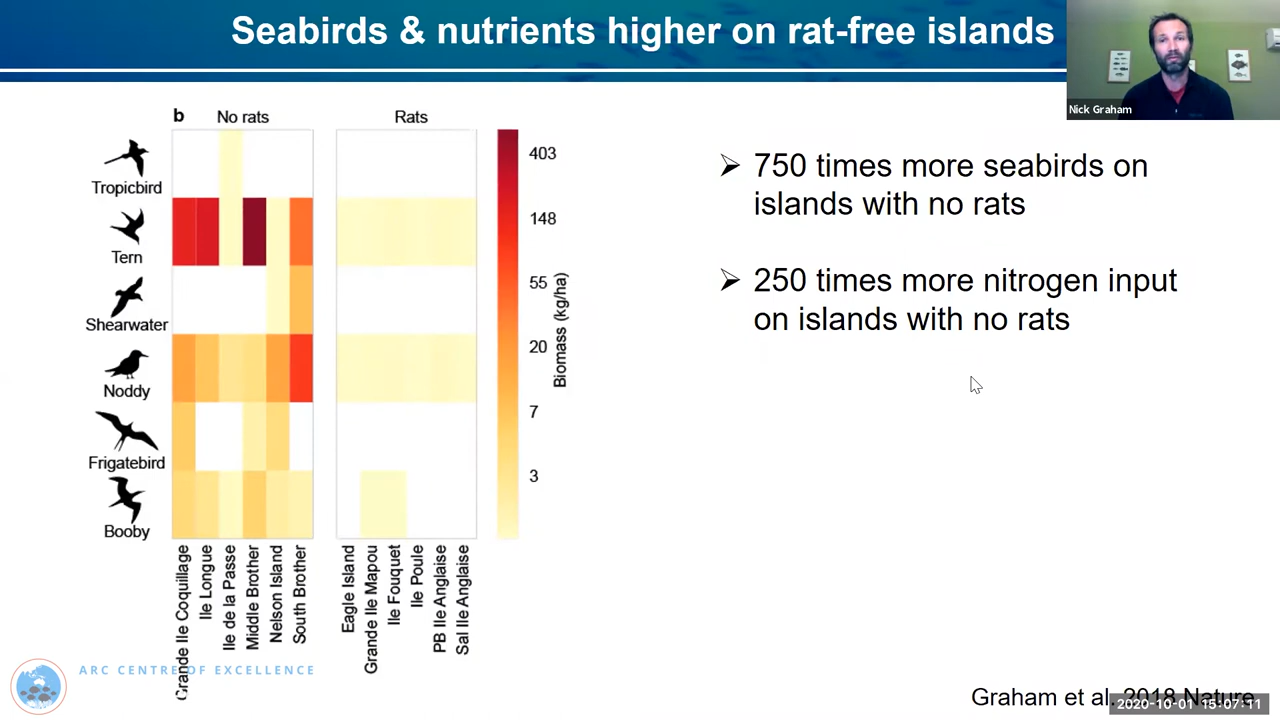 Seabirds & nutrients higher on rat-free islands
Nick Graham
b
No rats
Rats
Tropicbird
Tern
Shearwater
Noddy
Frigatebird
Booby
403
148
55
20
7
3
Biomass (kg/ha)
Grande Ile Coquillage
Ile Longue
Ile de la Passe
Middle Brother
Nelson Island
South Brother
Eagle Island
Grande Ile Mapou
Ile Fouquet
Ile Poule
PB Ile Anglaise
Sal Ile Anglaise
➢ 750 times more seabirds on
islands with no rats
➢ 250 times more nitrogen input
on islands with no rats
ARC CENTRE OF EXCELLENCE
Graham et al. 2018 Nature
2020-10-01 15:07:11